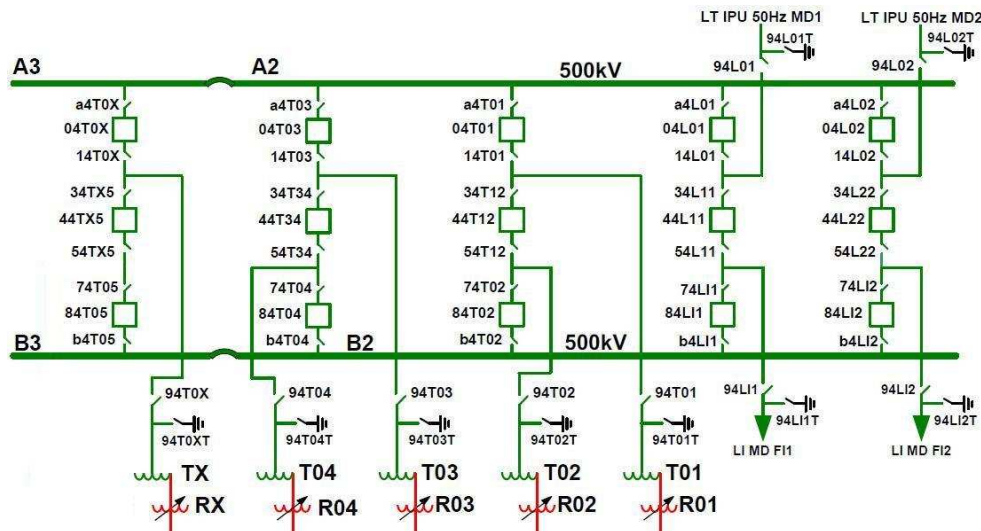 LT IPU 50Hz MD1 LT IPU 50Hz MD2
94L01T 94L02T
94L01 94L02
A3 A2 500kV
a4T0X a4T03 a4T01 a4L01 a4L02
04T0X 04T03 04T01 04L01 04L02
14T0X 14T03 14T01 14L01 14L02
34TX5 34T34 34T12 34L11 34L22
44TX5 44T34 44T12 44L11 44L22
54TX5 54T34 54T12 54L11 54L22
74T05 74T04 74T02 74LI1 74LI2
84T05 84T04 84T02 84LI1 84LI2
b4T05 b4T04 b4T02 b4LI1 b4LI2
B3 B2 500kV
94T0X 94T04 94T03 94T02 94T01 94LI1 94LI2
94T0XT 94T04T 94T03T 94T02T 94T01T 94LI1T 94LI2T
LI MD FI1 LI MD FI2
TX T04 T03 T02 T01
RX R04 R03 R02 R01